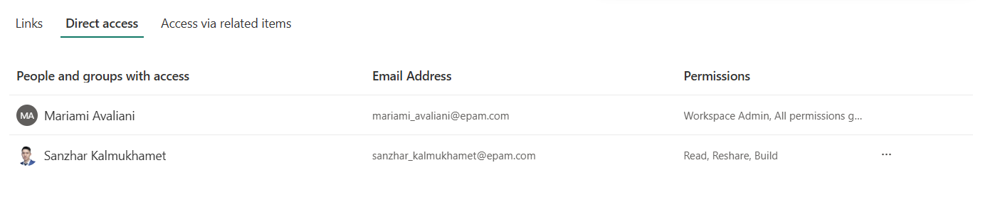 Links Direct access Access via related items
People and groups with access Email Address Permissions
MA Mariami Avaliani mariami_avaliani@epam.com Workspace Admin, All permissions g...
Sanzhar Kalmukhamet sanzhar_kalmukhamet@epam.com Read, Reshare, Build ...